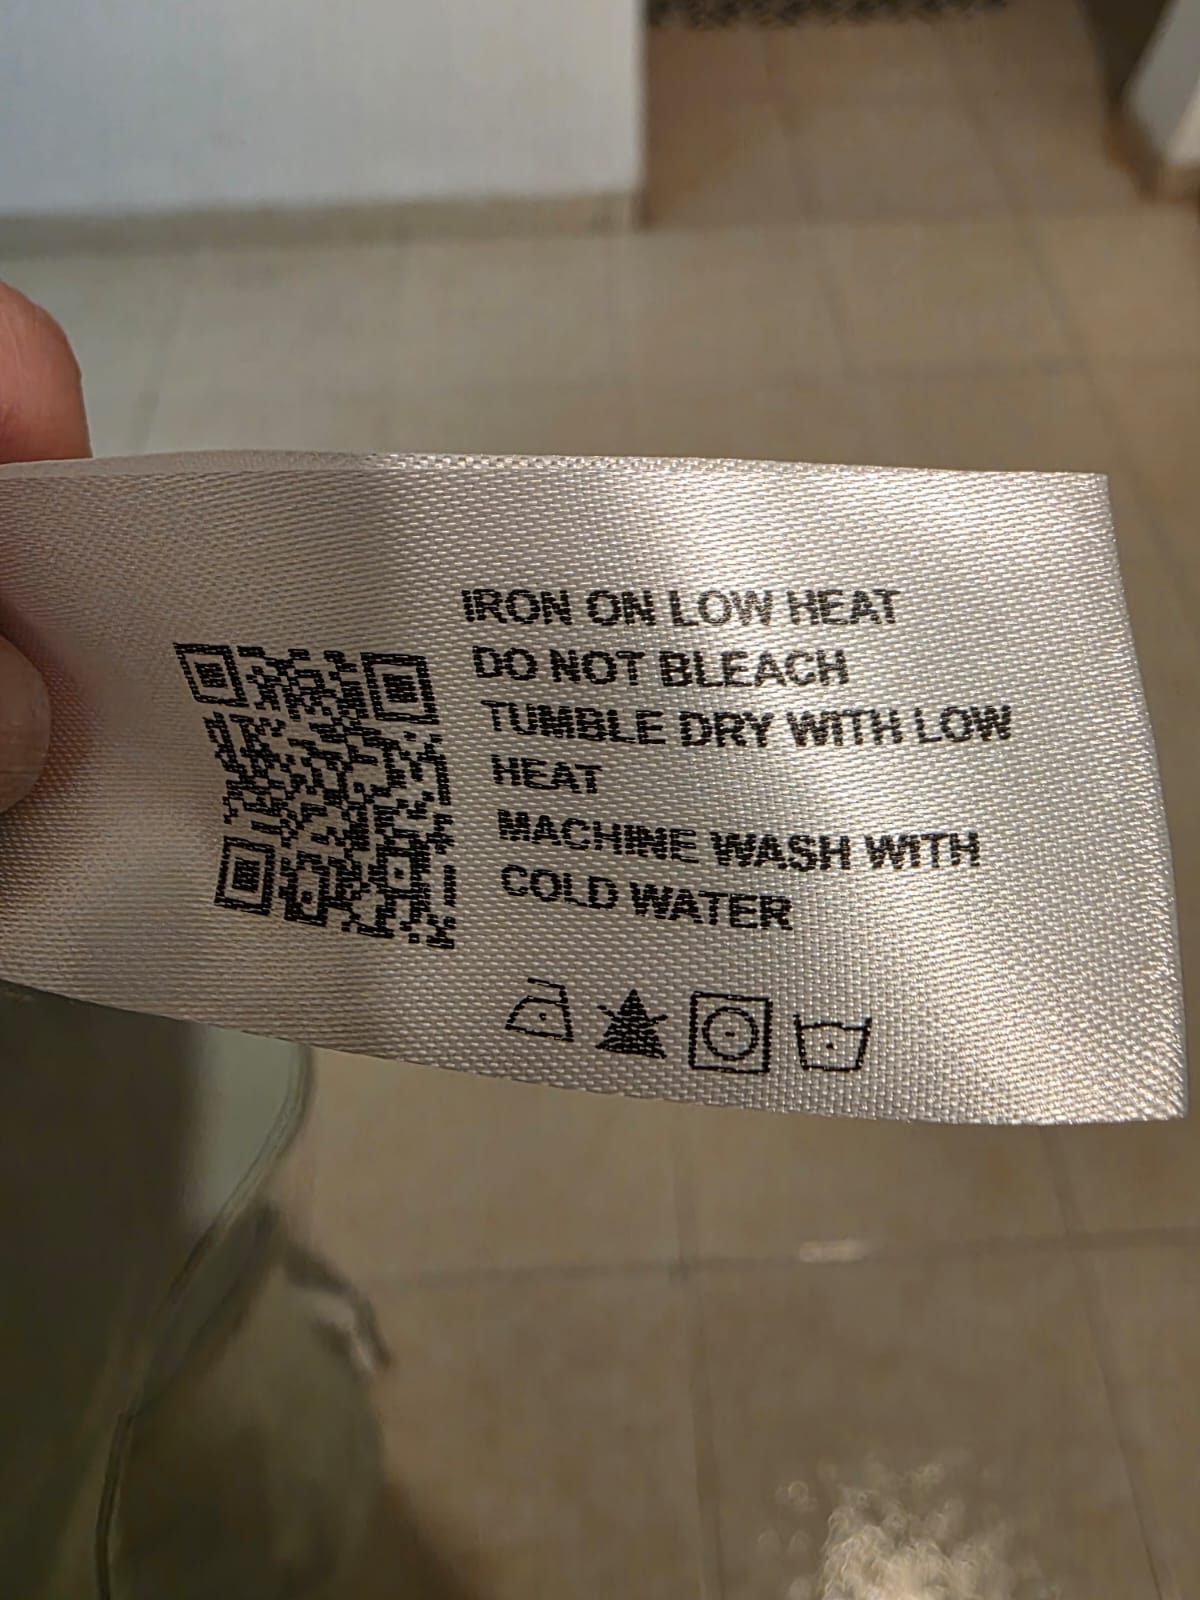 IRON ON LOW HEAT
DO NOT BLEACH
TUMBLE DRY WITH LOW
HEAT
MACHINE WASH WITH
COLD WATER